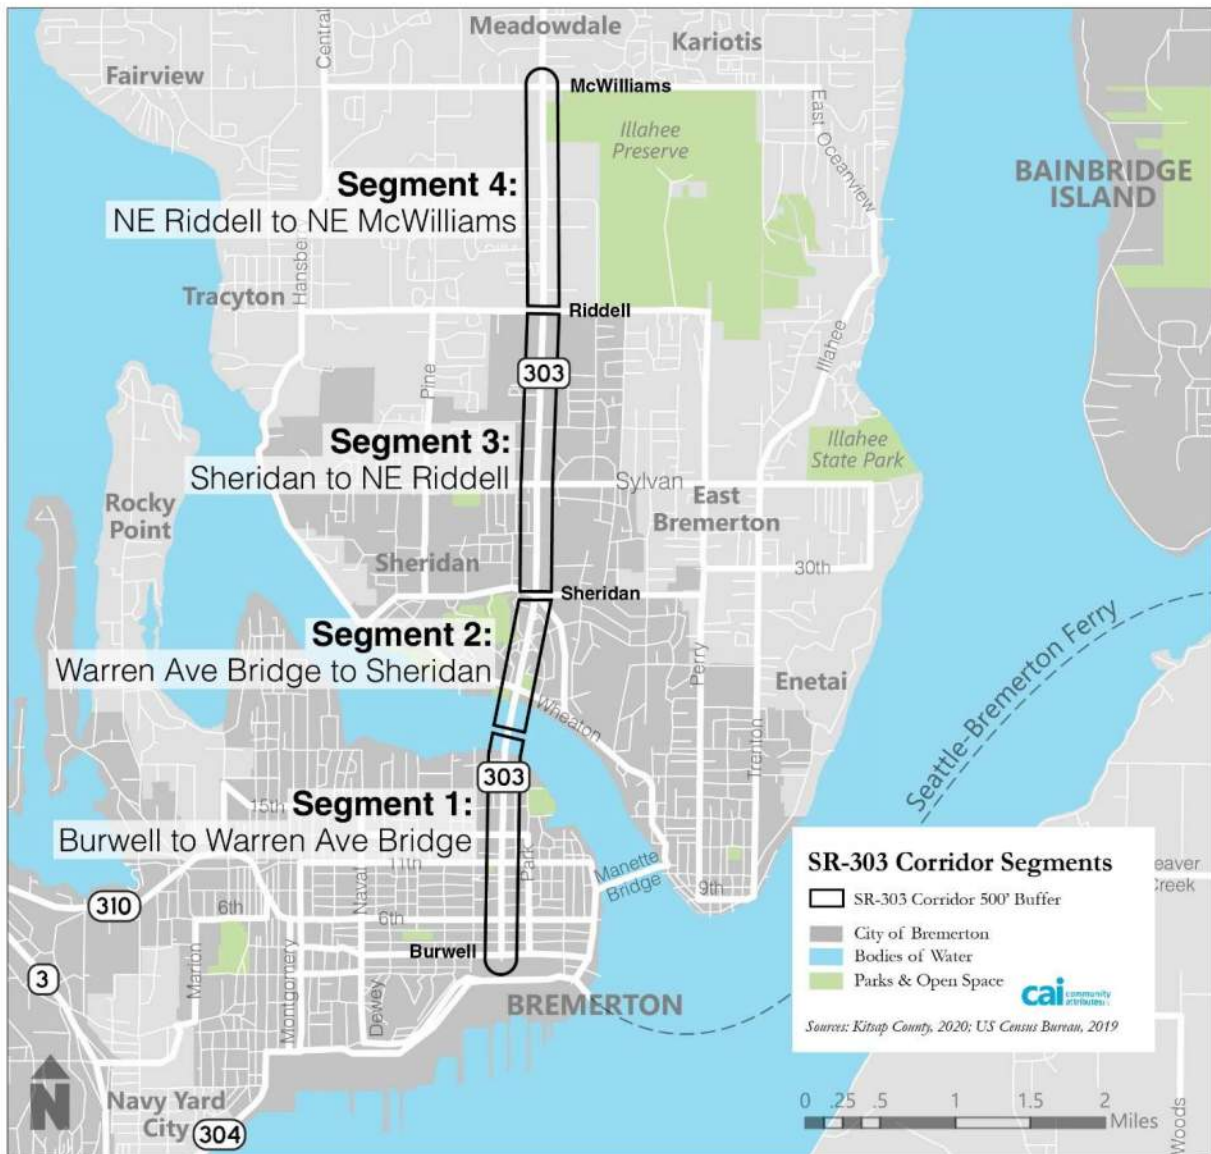 Meadowdale
Kariotis
Central
Fairview
McWilliams
East Oceanview
Illahee
Preserve
BAINBRIDGE
ISLAND
Segment 4:
NE Riddell to NE McWilliams
Hansberry
Tracyton
Riddell
Illahee
303
Pine
Segment 3:
Sheridan to NE Riddell
Illahee
State Park
Sylvan
Rocky
Point
East
Bremerton
Sheridan
30th
Sheridan
Segment 2:
Warren Ave Bridge to Sheridan
Perry
Enetai
Seattle-Bremerton Ferry
Wheaton
Trenton
303
Segment 1:
Burwell to Warren Ave Bridge
15th
Park
11th
Naval
Manette
Bridge
9th
310
6th
6th
Burwell
3
Marion
Montgomery
Dewey
BREMERTON
SR-303 Corridor Segments
SR-303 Corridor 500' Buffer
City of Bremerton
Bodies of Water
Parks & Open Space
cai community
attributes
Sources: Kitsap County, 2020; US Census Bureau, 2019
eaver
Creek
N
Navy Yard
City
304
0 .25 .5 1 2
Miles
Woods